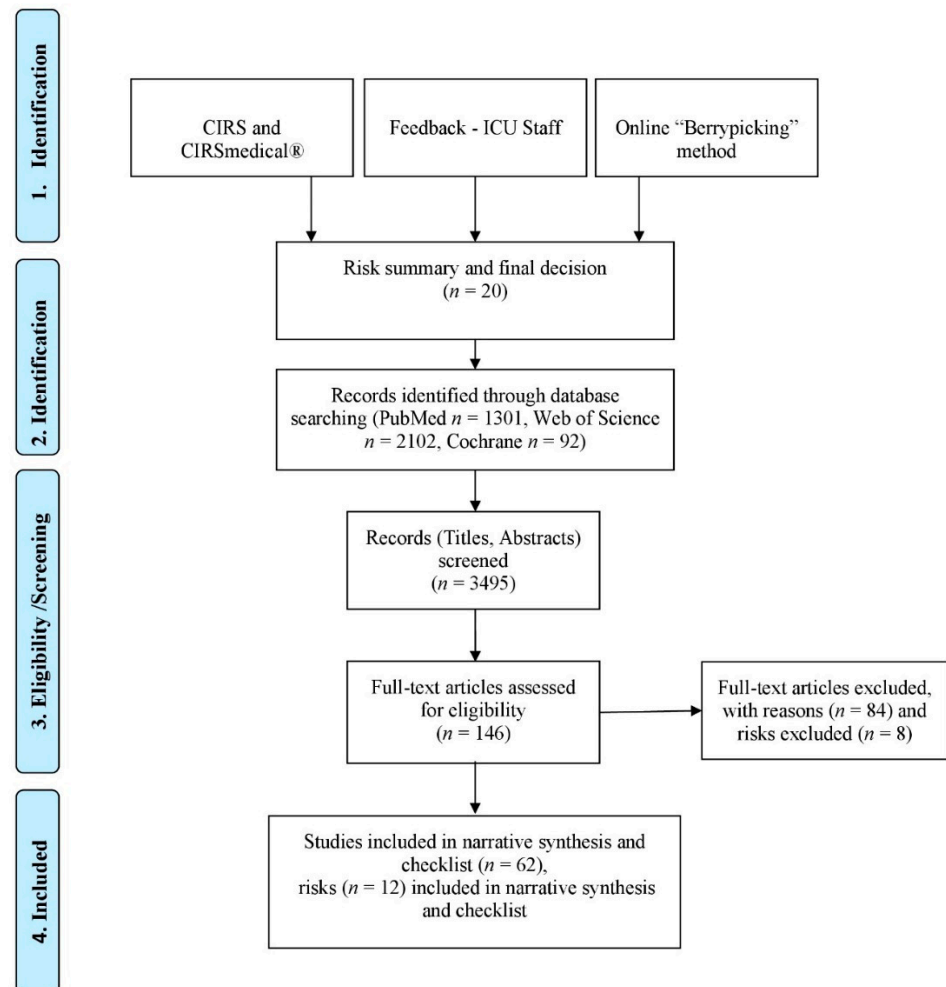 1. Identification
CIRS and
CIRSmedical®
Feedback - ICU Staff
Online “Berrypicking”
method
Risk summary and final decision
(n = 20)
2. Identification
Records identified through database
searching (PubMed n = 1301, Web of Science
n = 2102, Cochrane n = 92)
3. Eligibility /Screening
Records (Titles, Abstracts)
screened
(n = 3495)
Full-text articles assessed
for eligibility
(n = 146)
Full-text articles excluded,
with reasons (n = 84) and
risks excluded (n = 8)
4. Included
Studies included in narrative synthesis and
checklist (n = 62),
risks (n = 12) included in narrative synthesis
and checklist